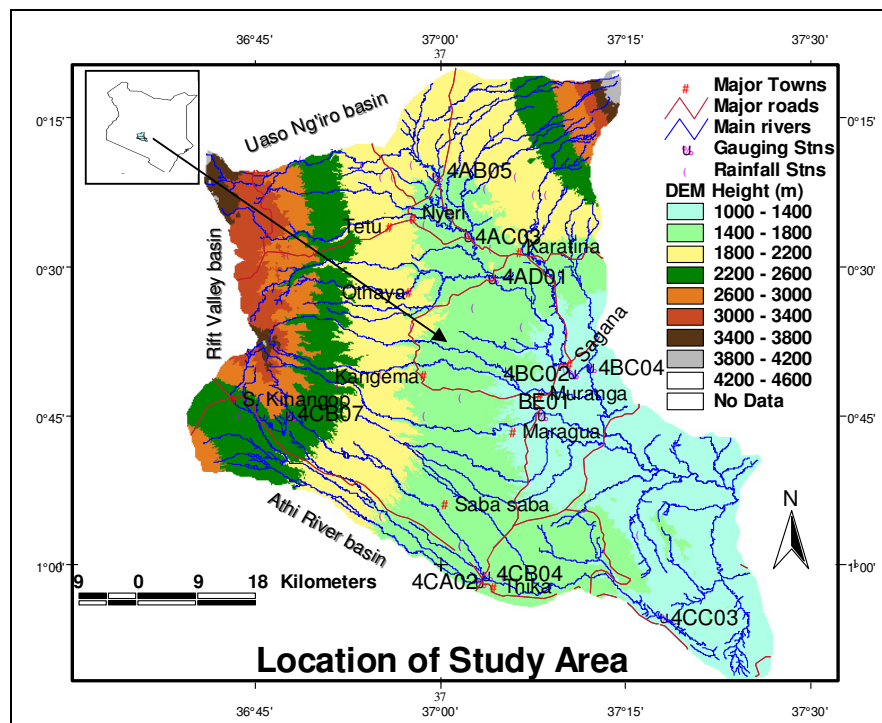 36°45'
37°00'
37
37°15'
37°30'
0°15'
0°30'
0°45'
1°00'
0°15'
0°30'
0°45'
1°00'
Uaso Ng'iro basin
Rift Valley basin
Athi River basin
4AB05
Nyeri
Tetu
4AC03
Karatina
4AD01
Othaya
Sagana
4BC02
4BC04
Kangema
Muranga
BE01
S. Kinangop
4CB07
Maragua
Saba saba
4CB04
4CA02
Thika
4CC03
# Major Towns
Major roads
Main rivers
Gauging Stns
Rainfall Stns
DEM Height (m)
1000 - 1400
1400 - 1800
1800 - 2200
2200 - 2600
2600 - 3000
3000 - 3400
3400 - 3800
3800 - 4200
4200 - 4600
No Data
N
9 0 9 18 Kilometers
Location of Study Area
36°45'
37°00'
37°15'
37°30'